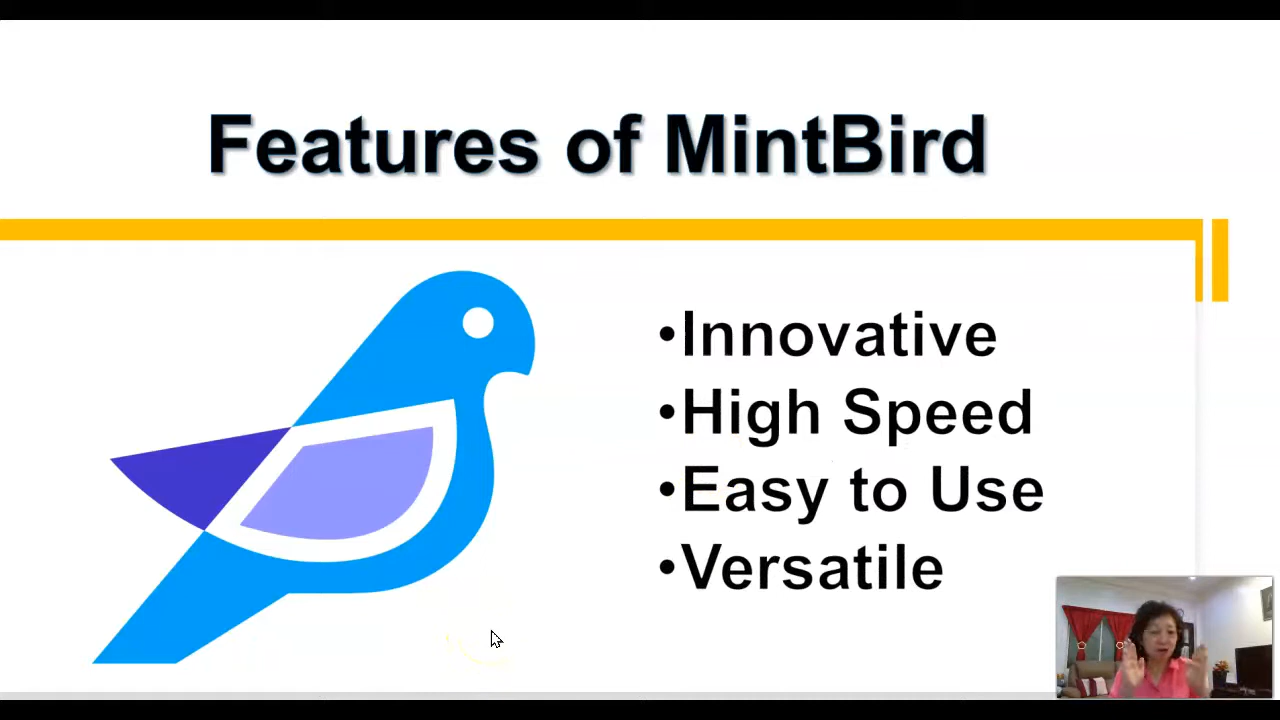 Features of MintBird
•Innovative
•High Speed
•Easy to Use
•Versatile